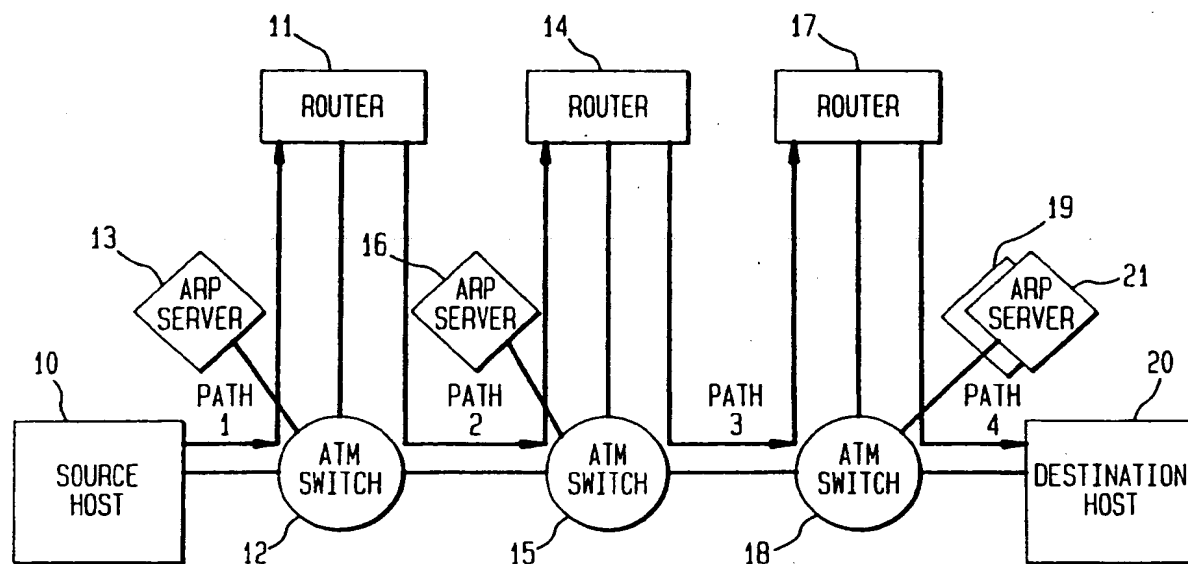 11
14
17
ROUTER
ROUTER
ROUTER
13
16
19
21
ARP
SERVER
ARP
SERVER
ARP
SERVER
10
20
PATH
1
PATH
2
PATH
3
PATH
4
SOURCE
HOST
ATM
SWITCH
ATM
SWITCH
ATM
SWITCH
DESTINATION
HOST
12
15
18